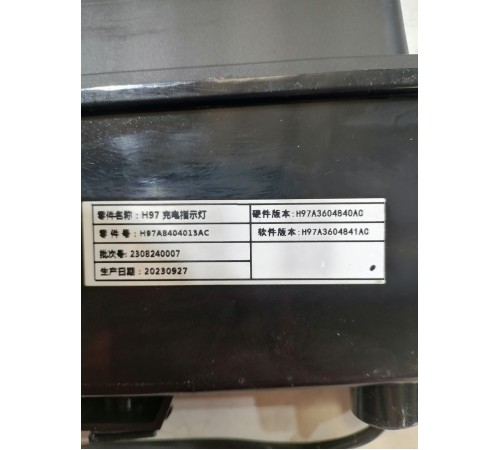 零件名称：H97 充电指示灯
硬件版本:H97A3604840AC
零件 号：H97A8404013AC
软件版本:H97A3604841AC
批次号: 2308240007
生产日期：20230927